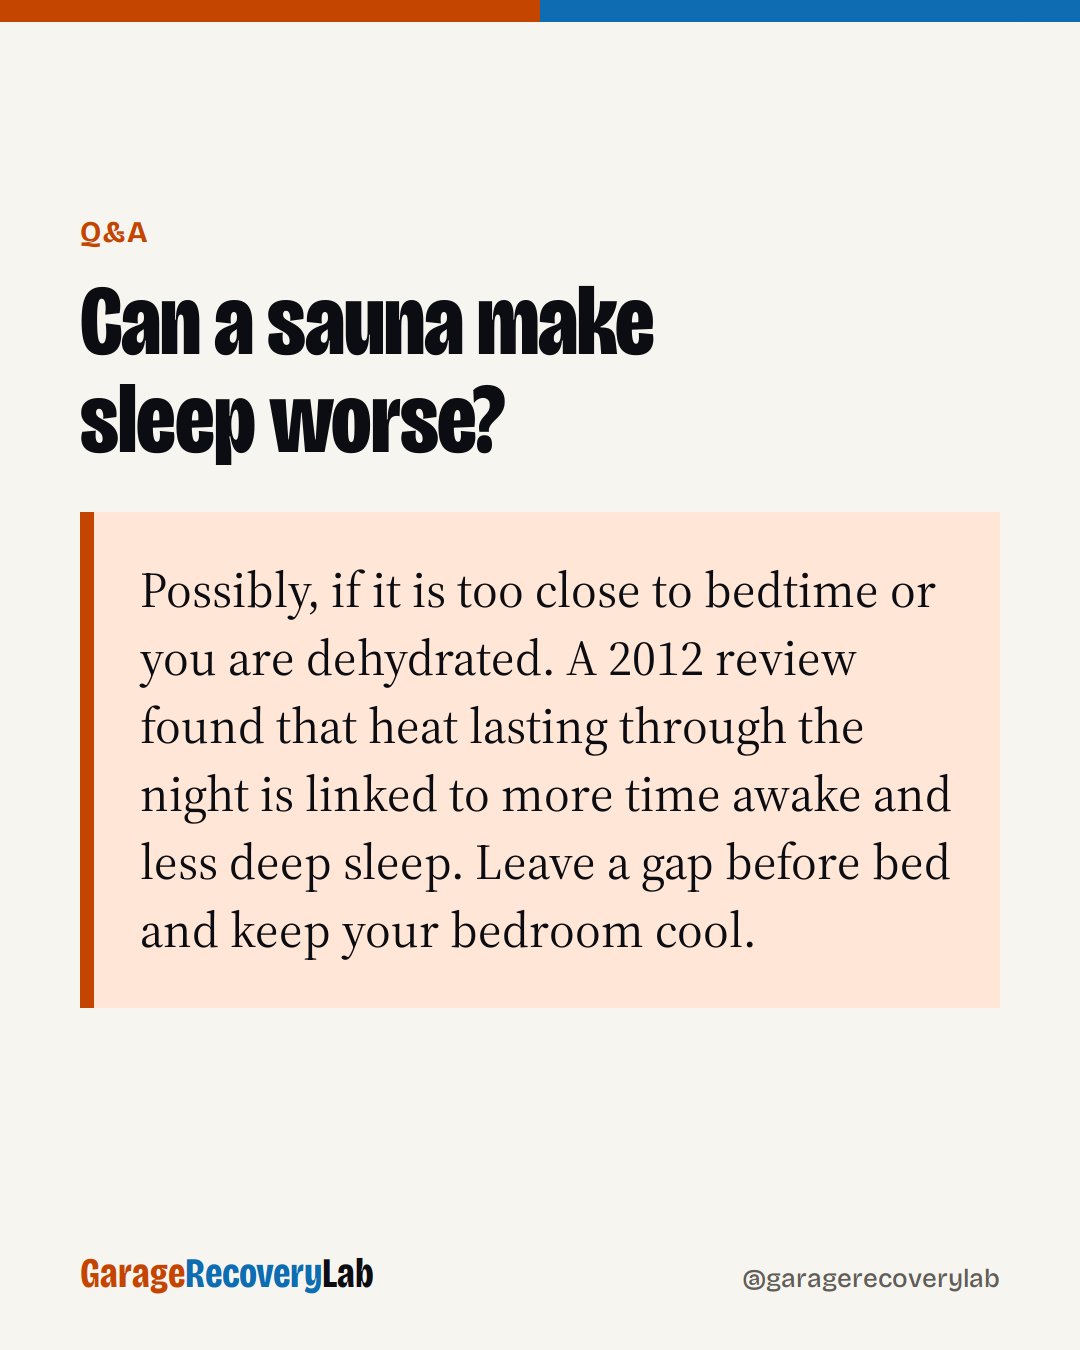 Q&A
Can a sauna make
sleep worse?
Possibly, if it is too close to bedtime or
you are dehydrated. A 2012 review
found that heat lasting through the
night is linked to more time awake and
less deep sleep. Leave a gap before bed
and keep your bedroom cool.
GarageRecoveryLab
@garagerecoverylab